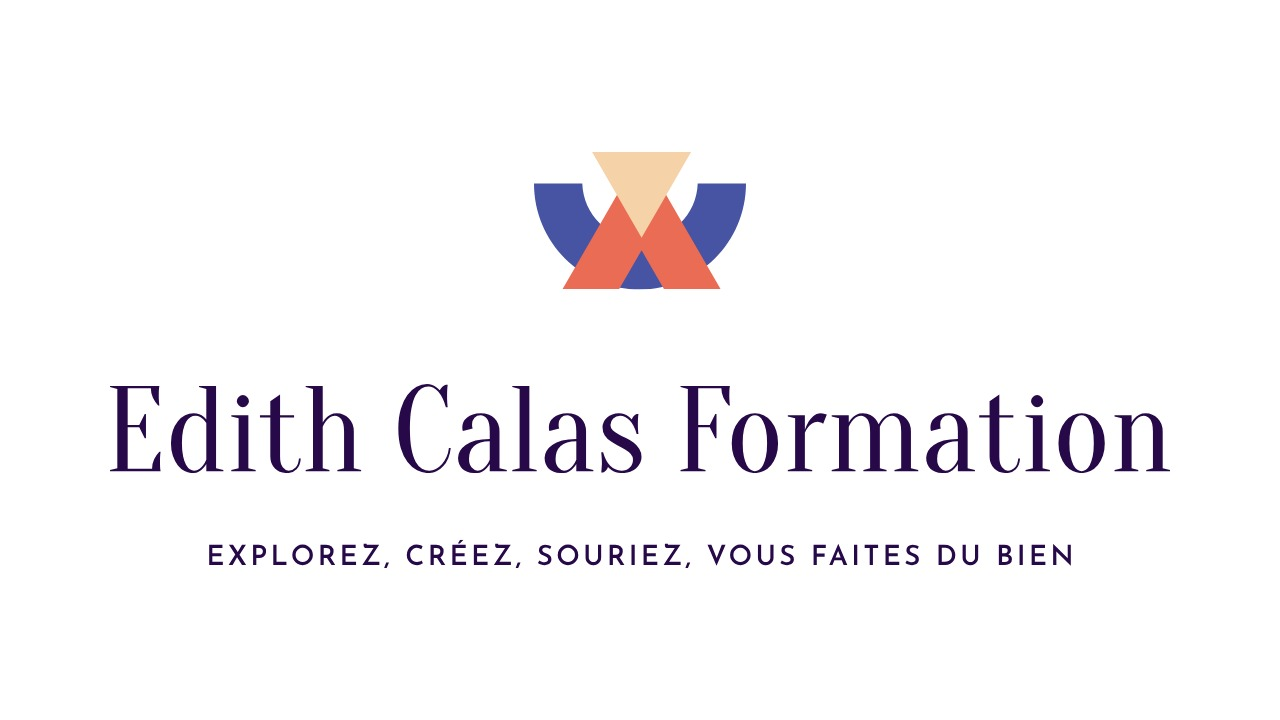 Edith Calas Formation
EXPLOREZ, CRÉEZ, SOURIEZ, VOUS FAITES DU BIEN